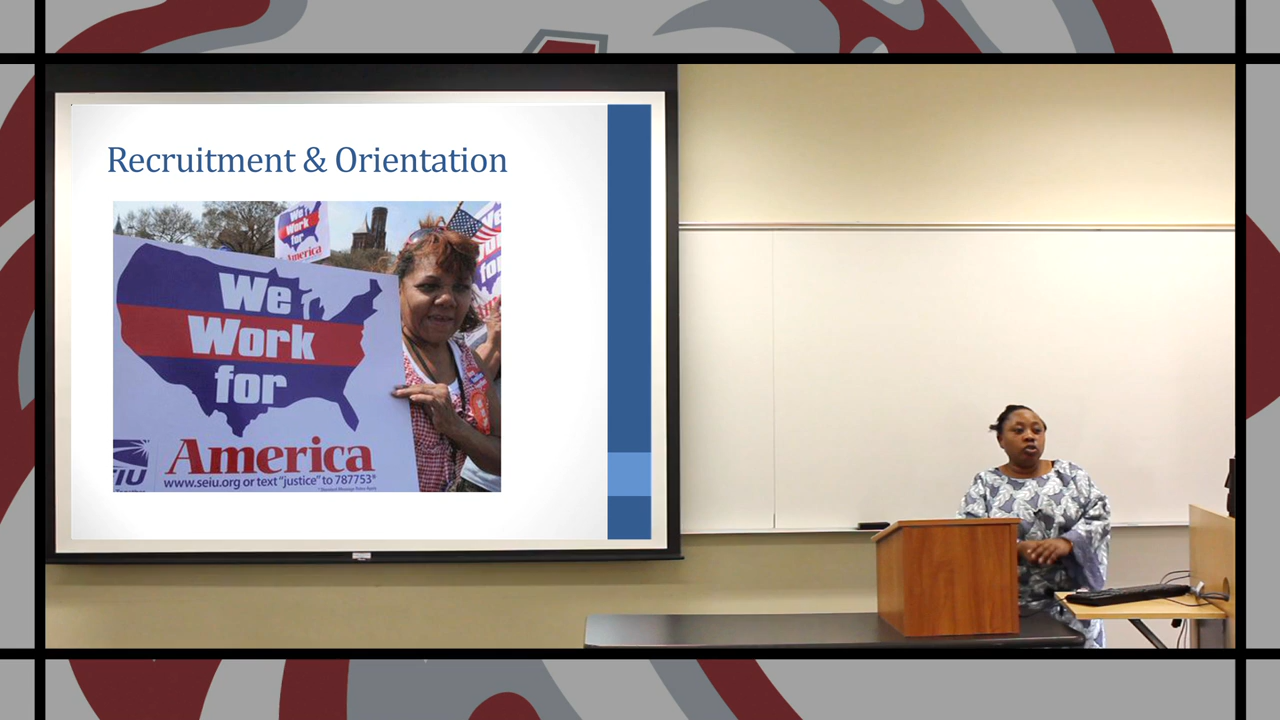 Recruitment & Orientation
We
Work
for
America
We
Work
for
America
www.seiu.org or text "justice" to 787753*